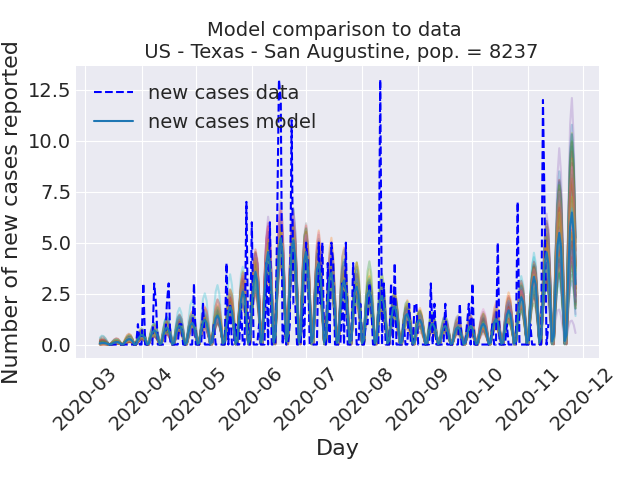 Model comparison to data
US - Texas - San Augustine, pop. = 8237
Number of new cases reported
12.5
10.0
7.5
5.0
2.5
0.0
new cases data
new cases model
2020-03
2020-04
2020-05
2020-06
2020-07
2020-08
2020-09
2020-10
2020-11
2020-12
Day